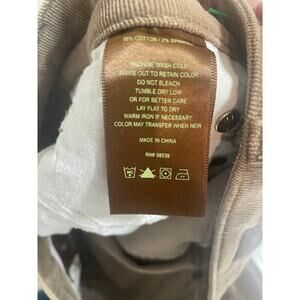 98% COTTON / 2% SPANDEX
MACHINE WASH COLD
INSIDE OUT TO RETAIN COLOR
DO NOT BLEACH
TUMBLE DRY LOW
OR FOR BETTER CARE
LAY FLAT TO DRY
WARM IRON IF NECESSARY
COLOR MAY TRANSFER WHEN NEW
MADE IN CHINA
RN# 58539